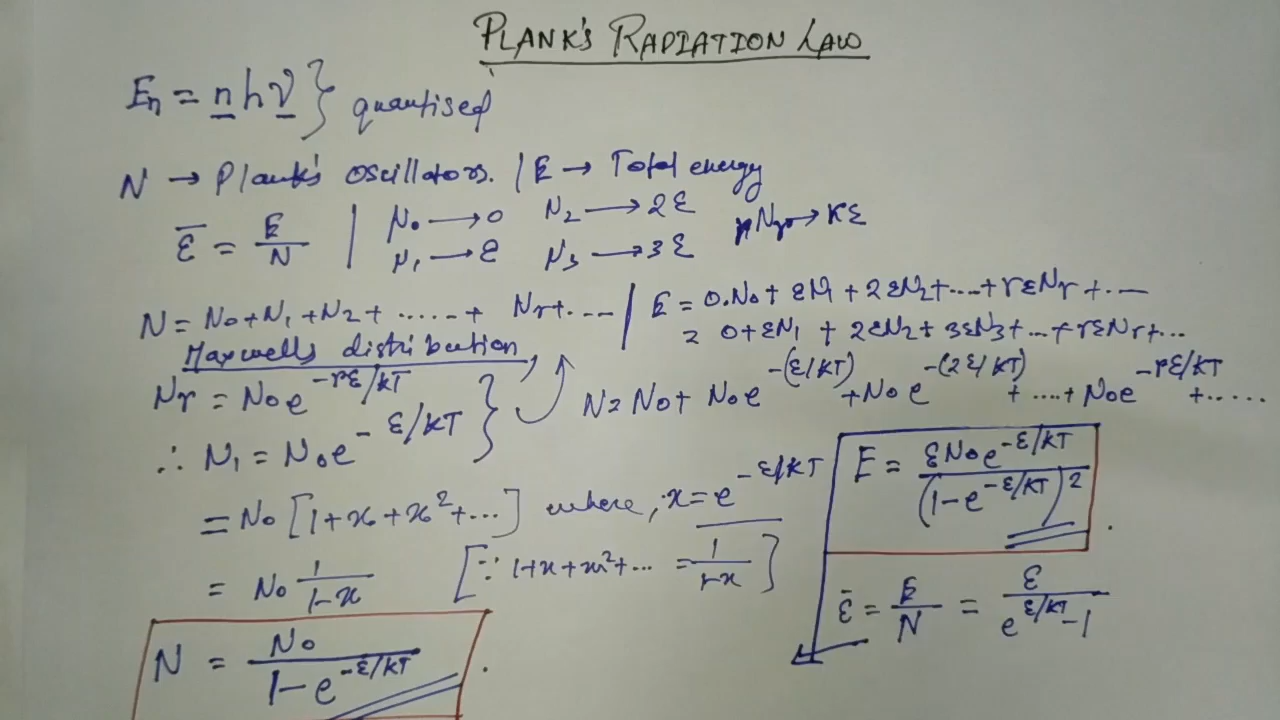 PLANK'S RADIATION LAW
En = nhν } quantised
N → Plank's oscillators. | E → Total energy
ε̅ = E/N | N₀ → 0 N₂ → 2ε Nr → rε
N₁ → ε N₃ → 3ε
N = N₀+N₁+N₂+ ......+ Nr+.... | E = 0.N₀+ εN₁ + 2εN₂+....+rεNr +....
= 0+εN₁ + 2εN₂+ 3εN₃+...+rεNr+...
Maxwells distribution
Nr = N₀e^-rε/kT
N = N₀+ N₀e^-(ε/kT) +N₀e^-(2ε/kT) + ....+ N₀e^-rε/kT +.....
∴ N₁ = N₀e^-ε/kT
= N₀ [1+x+x²+...] where, x = e^-ε/kT
= N₀ 1/1-x [∵ 1+x+x²+... = 1/1-x]
N = N₀/1-e^-ε/kT .
E = εN₀e^-ε/kT/(1-e^-ε/kT)² .
ε̅ = E/N = ε/e^ε/kT-1